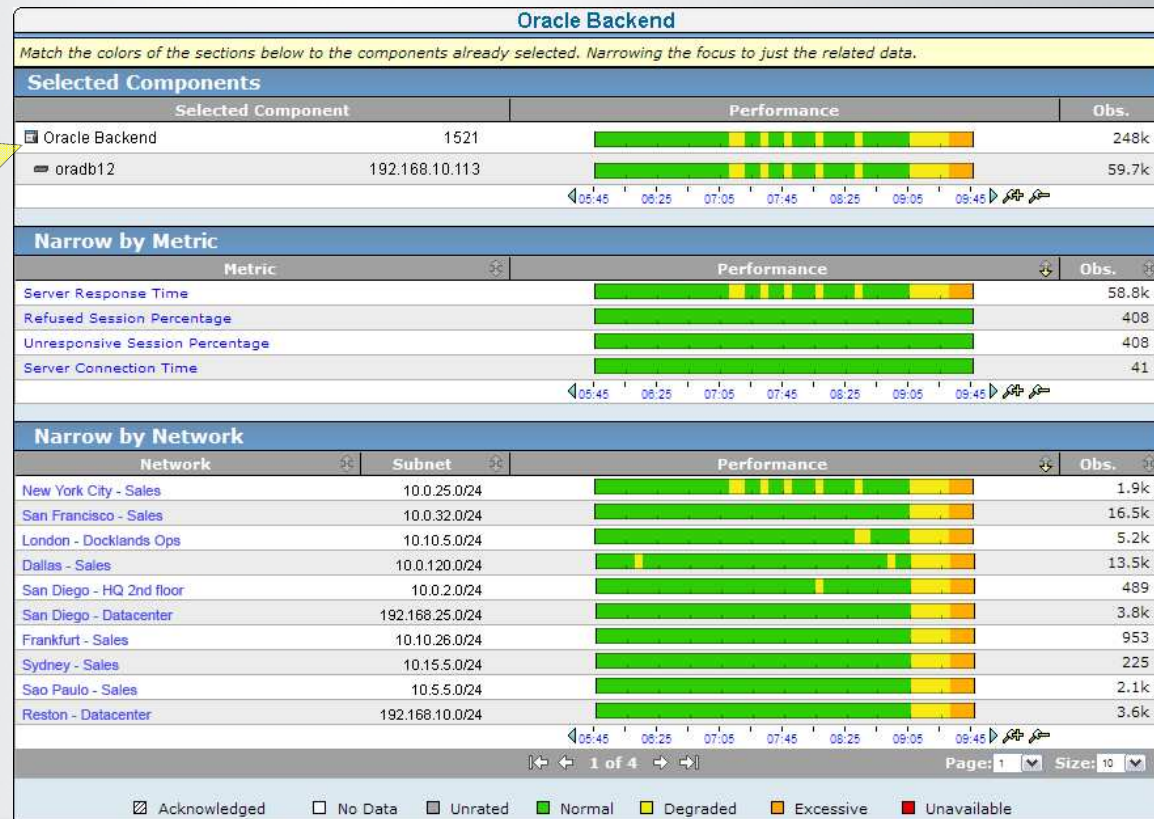 Oracle Backend
Match the colors of the sections below to the components already selected. Narrowing the focus to just the related data.
Selected Components
Selected Component Performance Obs.
Oracle Backend 1521 248k
oradb12 192.168.10.113 59.7k
05:45 06:25 07:05 07:45 08:25 09:05 09:45
Narrow by Metric
Metric Performance Obs.
Server Response Time 58.8k
Refused Session Percentage 408
Unresponsive Session Percentage 408
Server Connection Time 41
05:45 06:25 07:05 07:45 08:25 09:05 09:45
Narrow by Network
Network Subnet Performance Obs.
New York City - Sales 10.0.25.0/24 1.9k
San Francisco - Sales 10.0.32.0/24 16.5k
London - Docklands Ops 10.10.5.0/24 5.2k
Dallas - Sales 10.0.120.0/24 13.5k
San Diego - HQ 2nd floor 10.0.2.0/24 489
San Diego - Datacenter 192.168.25.0/24 3.8k
Frankfurt - Sales 10.10.26.0/24 953
Sydney - Sales 10.15.5.0/24 225
Sao Paulo - Sales 10.5.5.0/24 2.1k
Reston - Datacenter 192.168.10.0/24 3.6k
05:45 06:25 07:05 07:45 08:25 09:05 09:45
1 of 4 Page: 1 Size: 10
Acknowledged No Data Unrated Normal Degraded Excessive Unavailable